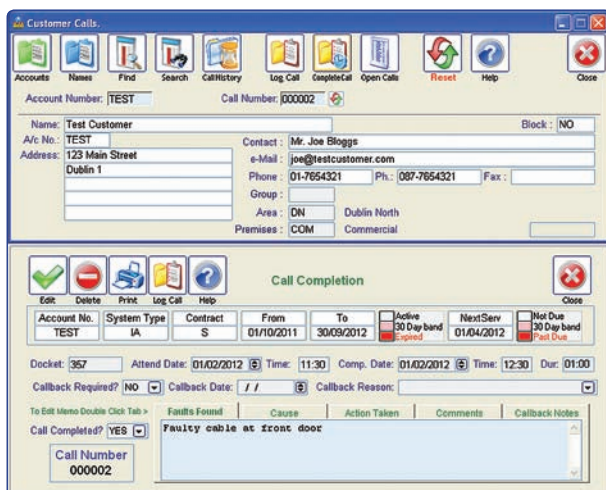 Customer Calls.
Accounts Names Find Search CallHistory Log Call CompleteCall Open Calls Reset Help Close
Account Number: TEST Call Number: 000002
Name: Test Customer Block: NO
A/c No.: TEST Contact: Mr. Joe Bloggs
Address: 123 Main Street e-Mail: joe@testcustomer.com
Dublin 1 Phone: 01-7654321 Ph.: 087-7654321 Fax:
Group:
Area: DN Dublin North
Premises: COM Commercial
Call Completion
Edit Delete Print Log Call Help Close
Account No. System Type Contract From To Active NextServ Not Due
30 Day band 30 Day band
TEST IA S 01/10/2011 30/09/2012 Expired 01/04/2012 Past Due
Docket: 357 Attend Date: 01/02/2012 Time: 11:30 Comp. Date: 01/02/2012 Time: 12:30 Dur: 01:00
Callback Required? NO Callback Date: / / Callback Reason:
To Edit Memo Double Click Tab > Faults Found Cause Action Taken Comments Callback Notes
Call Completed? YES Faulty cable at front door
Call Number
000002